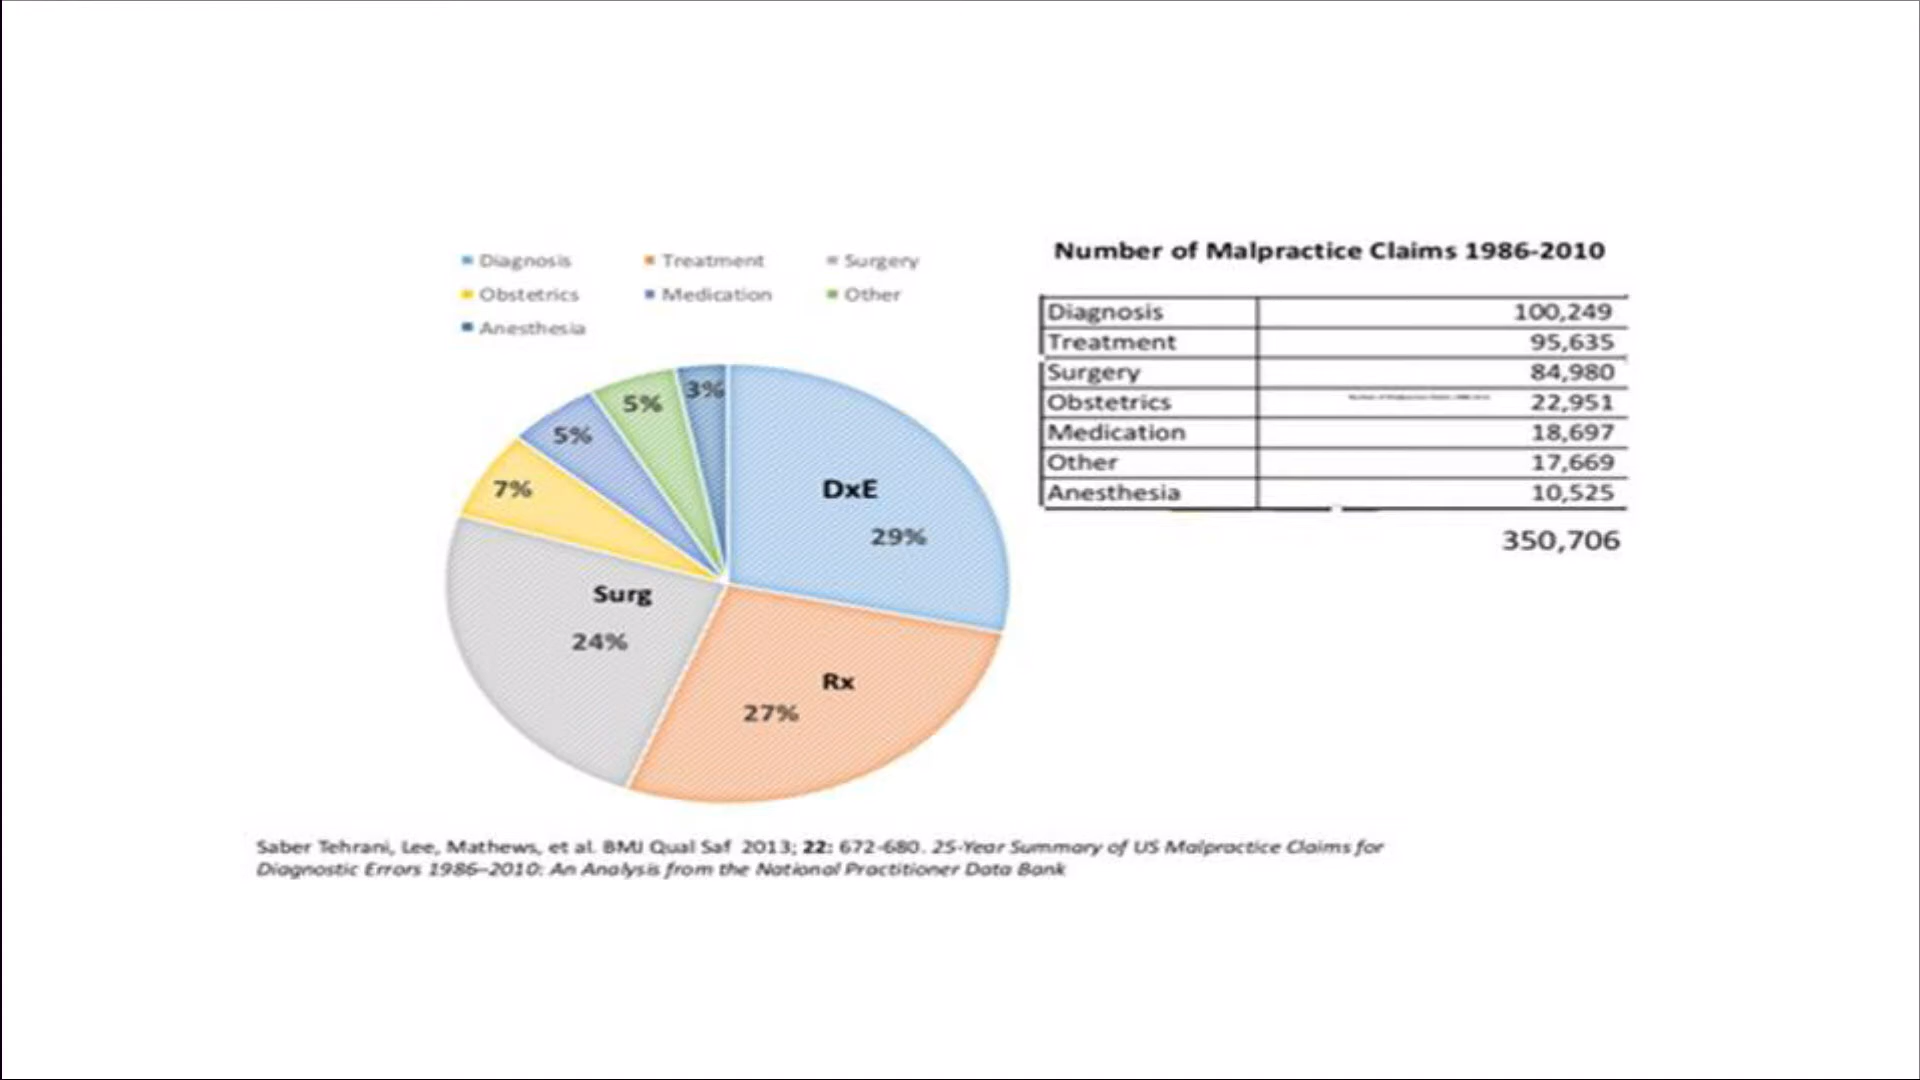 Diagnosis Treatment Surgery
Obstetrics Medication Other
Anesthesia
3%
5%
5%
7%
DxE
29%
Surg
24%
Rx
27%
Number of Malpractice Claims 1986-2010
Diagnosis 100,249
Treatment 95,635
Surgery 84,980
Obstetrics 22,951
Medication 18,697
Other 17,669
Anesthesia 10,525
350,706
Saber Tehrani, Lee, Mathews, et al. BMJ Qual Saf 2013; 22: 672-680. 25-Year Summary of US Malpractice Claims for
Diagnostic Errors 1986–2010: An Analysis from the National Practitioner Data Bank